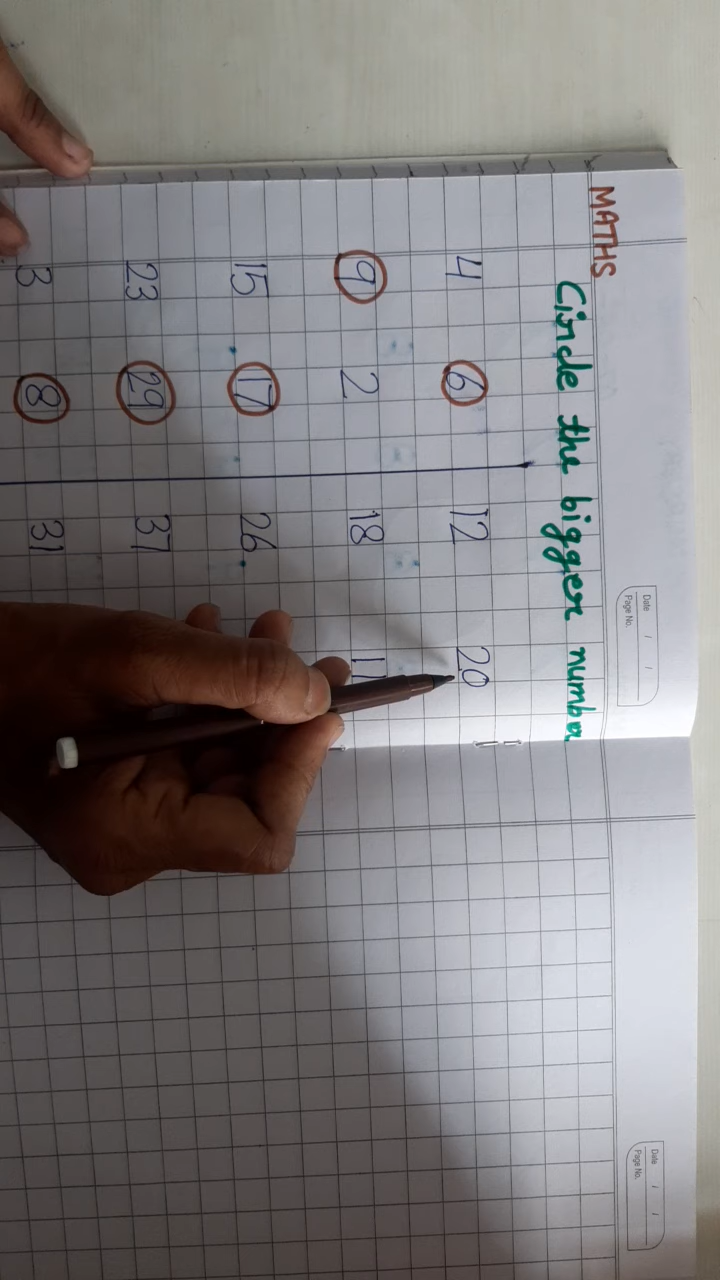 MATHS
Date / /
Page No.
Circle the bigger number
4 6 12 20
9 2 18 11
15 17 26
23 29 37
3 8 31
Date / /
Page No.